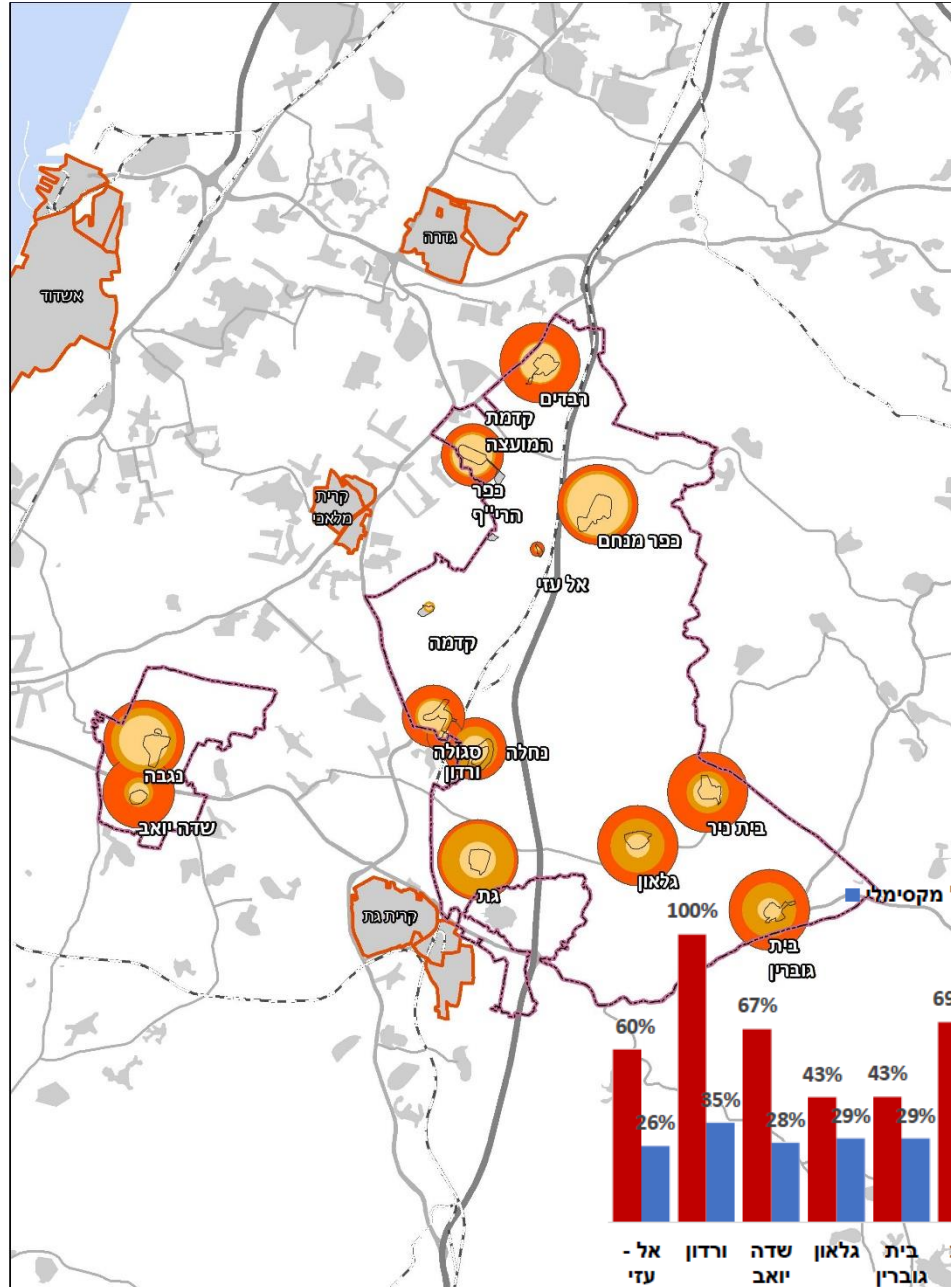 גדרה
אשדוד
רבדים
קדמת
המועצה
כפר
הרי"ף
קרית
מלאכי
כפר מנחם
אל עזי
קדמה
סגולה
ורדון
נחלה
נגבה
שדה יואב
בית ניר
גלאון
גת
קרית גת
בית
גוברין
מקסימלי
100%
67%
69
60%
43%
43%
35%
28%
29%
29%
26%
אל -
עזי
ורדון
שדה
יואב
גלאון
בית
גוברין